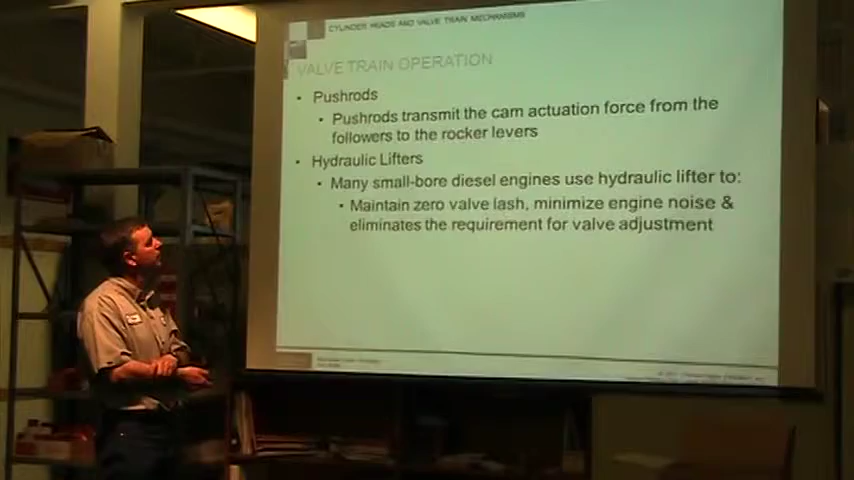 CYLINDER HEADS AND VALVE TRAIN MECHANISMS
VALVE TRAIN OPERATION
• Pushrods
• Pushrods transmit the cam actuation force from the
followers to the rocker levers
• Hydraulic Lifters
• Many small-bore diesel engines use hydraulic lifter to:
• Maintain zero valve lash, minimize engine noise &
eliminates the requirement for valve adjustment